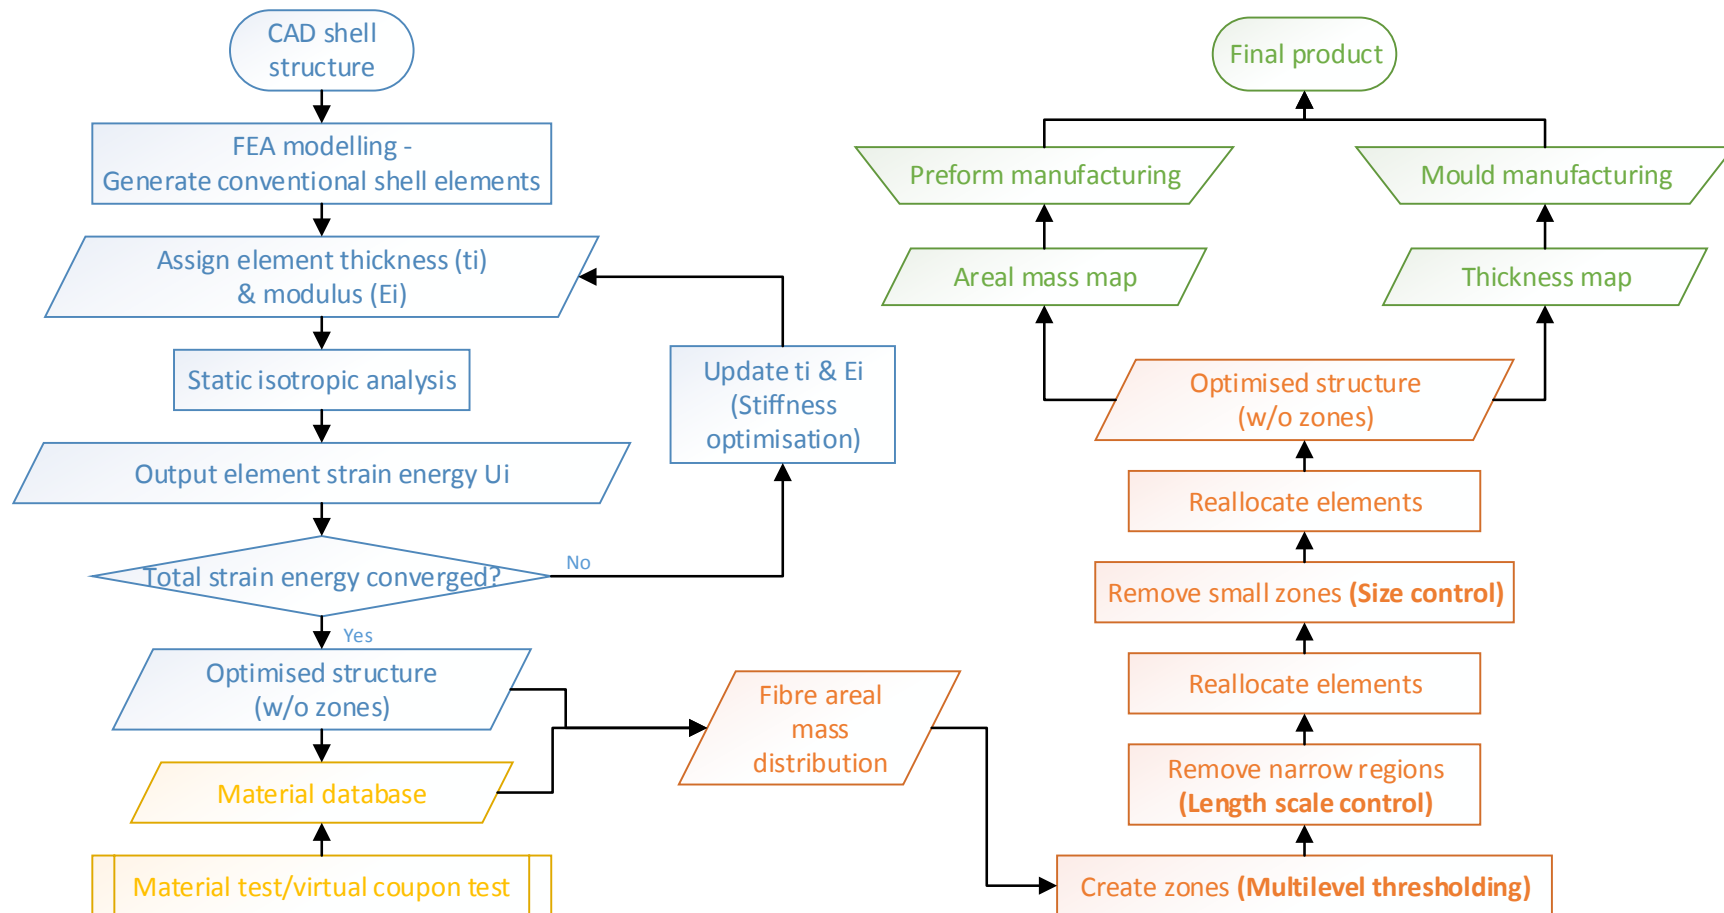 CAD shell
structure
FEA modelling -
Generate conventional shell elements
Assign element thickness (ti)
& modulus (Ei)
Static isotropic analysis
Output element strain energy Ui
Total strain energy converged?
No
Update ti & Ei
(Stiffness
optimisation)
Yes
Optimised structure
(w/o zones)
Material database
Material test/virtual coupon test
Fibre areal
mass
distribution
Create zones (Multilevel thresholding)
Remove narrow regions
(Length scale control)
Reallocate elements
Remove small zones (Size control)
Reallocate elements
Optimised structure
(w/o zones)
Areal mass map
Thickness map
Preform manufacturing
Mould manufacturing
Final product